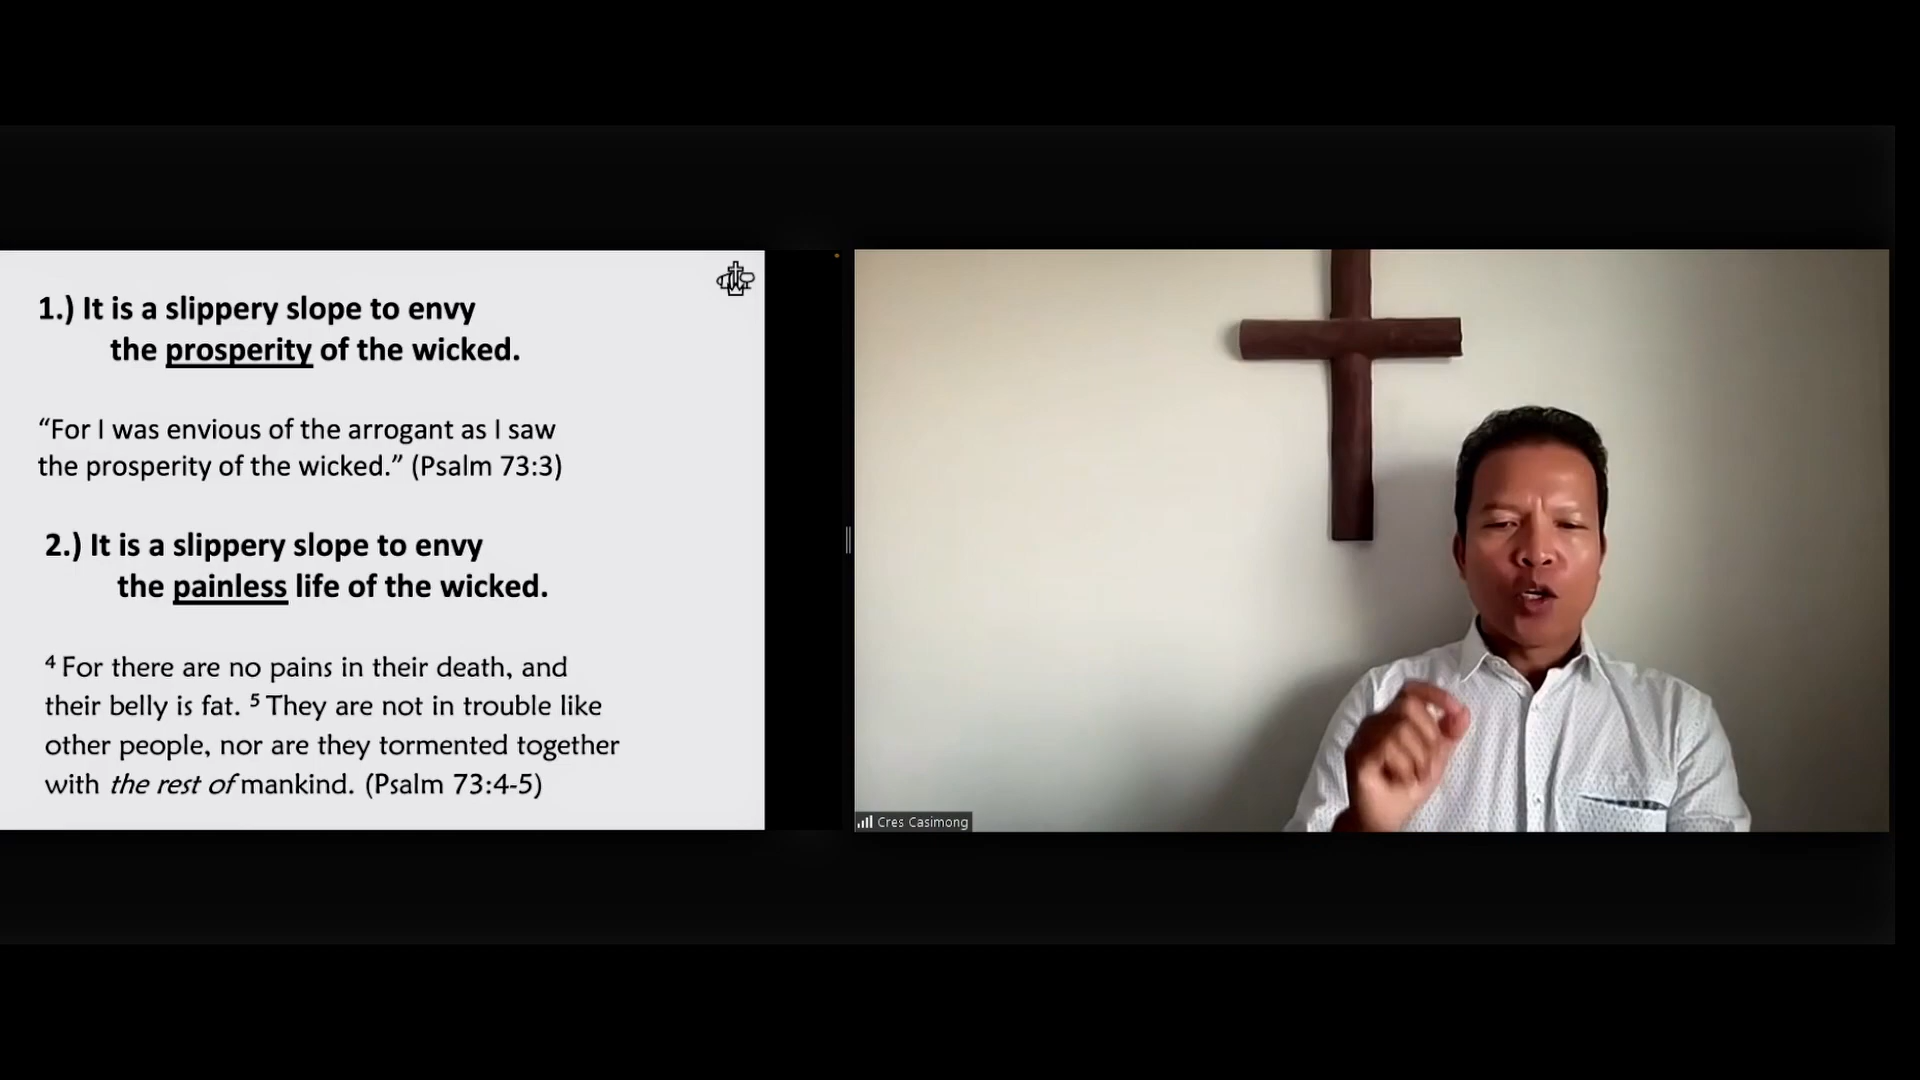 1.) It is a slippery slope to envy
the prosperity of the wicked.
“For I was envious of the arrogant as I saw
the prosperity of the wicked.” (Psalm 73:3)
2.) It is a slippery slope to envy
the painless life of the wicked.
⁴ For there are no pains in their death, and
their belly is fat. ⁵ They are not in trouble like
other people, nor are they tormented together
with the rest of mankind. (Psalm 73:4-5)
Cres Casimong